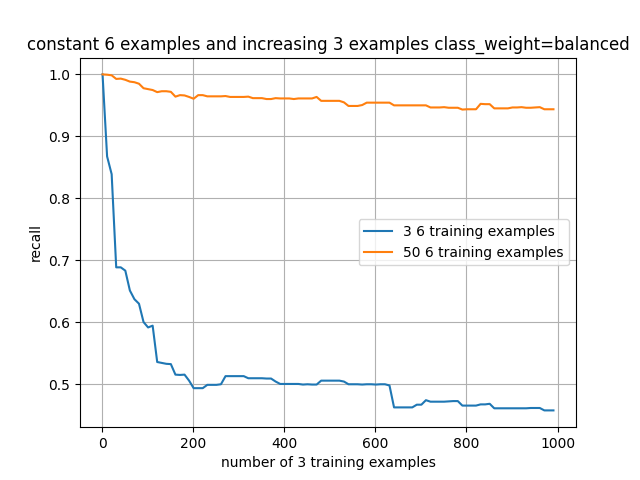 constant 6 examples and increasing 3 examples class_weight=balanced
1.0
0.9
0.8
0.7
0.6
0.5
recall
3 6 training examples
50 6 training examples
0 200 400 600 800 1000
number of 3 training examples